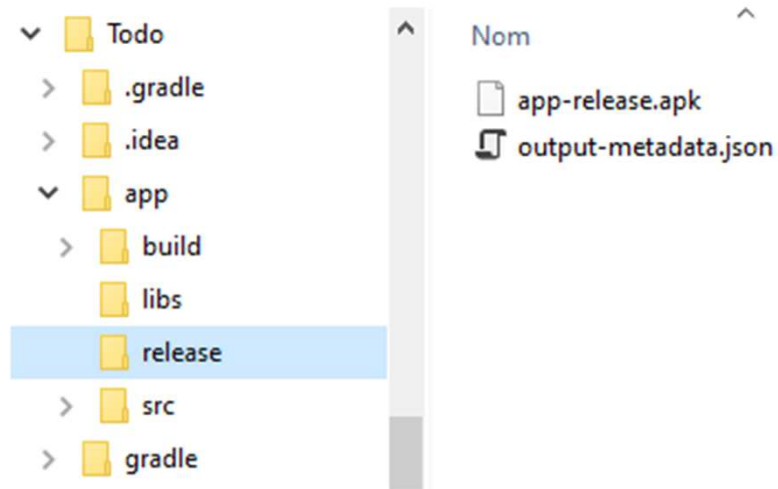 Todo
.gradle
.idea
app
build
libs
release
src
gradle
Nom
app-release.apk
output-metadata.json